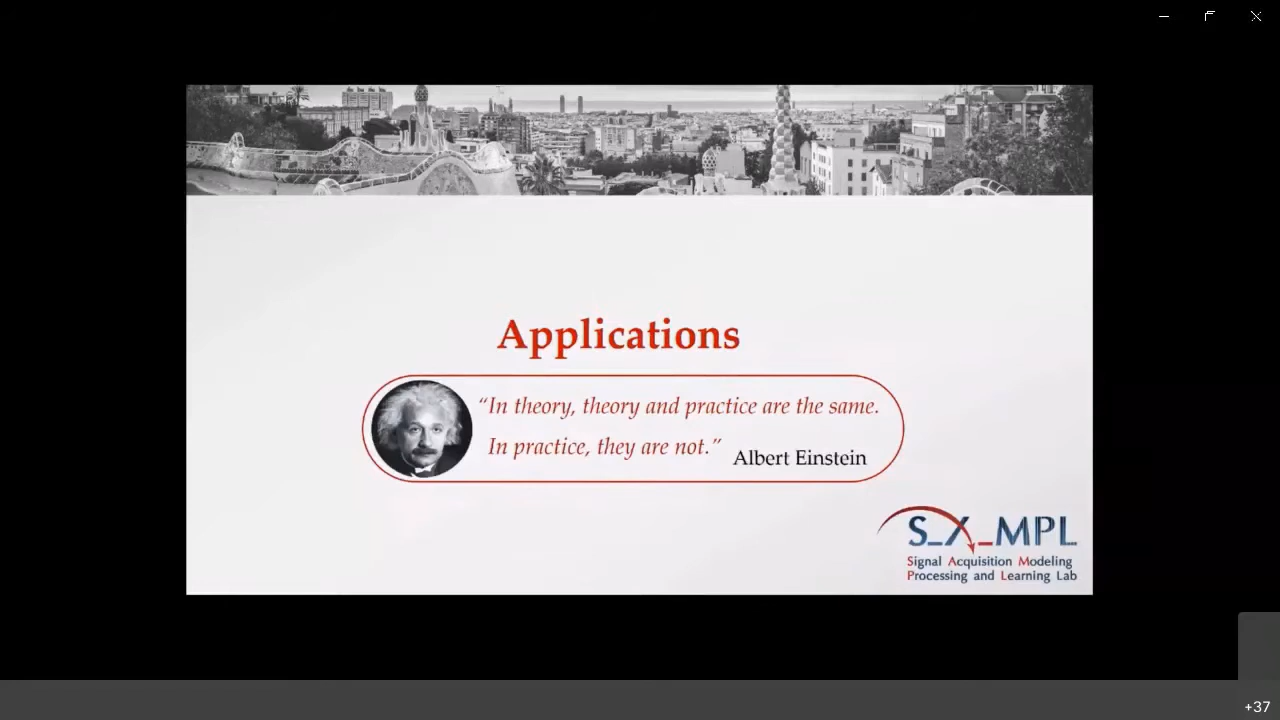 Applications
“In theory, theory and practice are the same.
In practice, they are not.”
Albert Einstein
S_X_MPL
Signal Acquisition Modeling
Processing and Learning Lab
+37